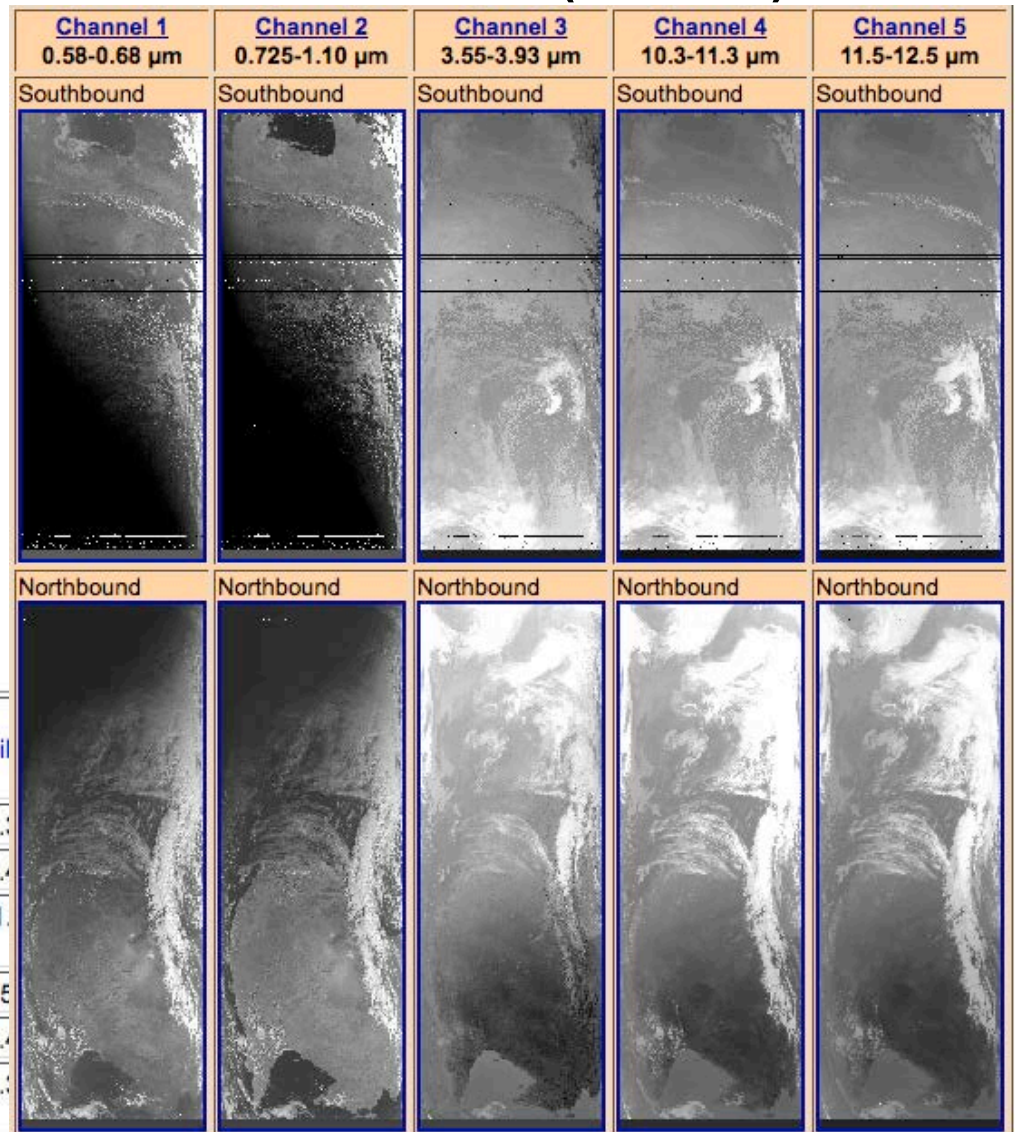 Channel 1 Channel 2 Channel 3 Channel 4 Channel 5
0.58-0.68 µm 0.725-1.10 µm 3.55-3.93 µm 10.3-11.3 µm 11.5-12.5 µm
Southbound Southbound Southbound Southbound Southbound
Northbound Northbound Northbound Northbound Northbound